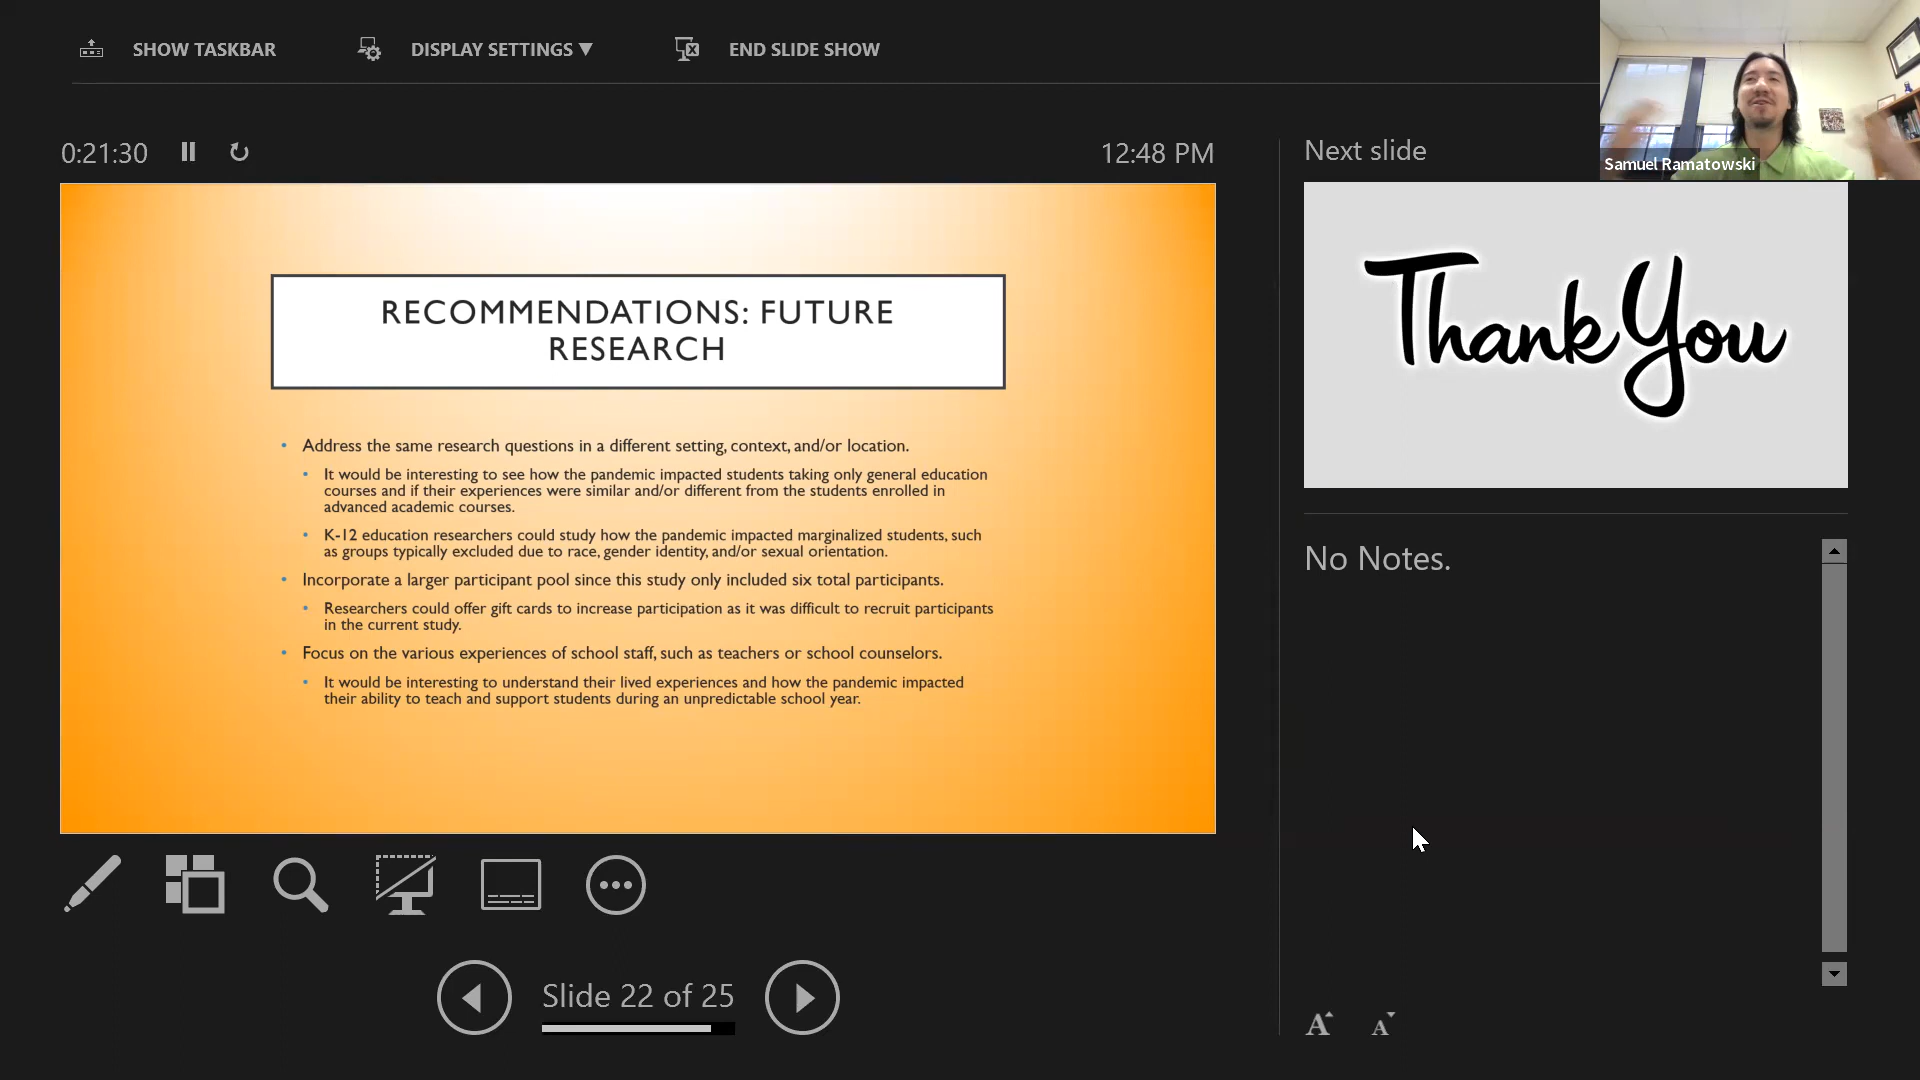 SHOW TASKBAR
DISPLAY SETTINGS ▼
END SLIDE SHOW
Samuel Ramatowski
0:21:30
12:48 PM
Next slide
RECOMMENDATIONS: FUTURE
RESEARCH
• Address the same research questions in a different setting, context, and/or location.
• It would be interesting to see how the pandemic impacted students taking only general education
courses and if their experiences were similar and/or different from the students enrolled in
advanced academic courses.
• K-12 education researchers could study how the pandemic impacted marginalized students, such
as groups typically excluded due to race, gender identity, and/or sexual orientation.
• Incorporate a larger participant pool since this study only included six total participants.
• Researchers could offer gift cards to increase participation as it was difficult to recruit participants
in the current study.
• Focus on the various experiences of school staff, such as teachers or school counselors.
• It would be interesting to understand their lived experiences and how the pandemic impacted
their ability to teach and support students during an unpredictable school year.
Thank You
No Notes.
Slide 22 of 25
A A